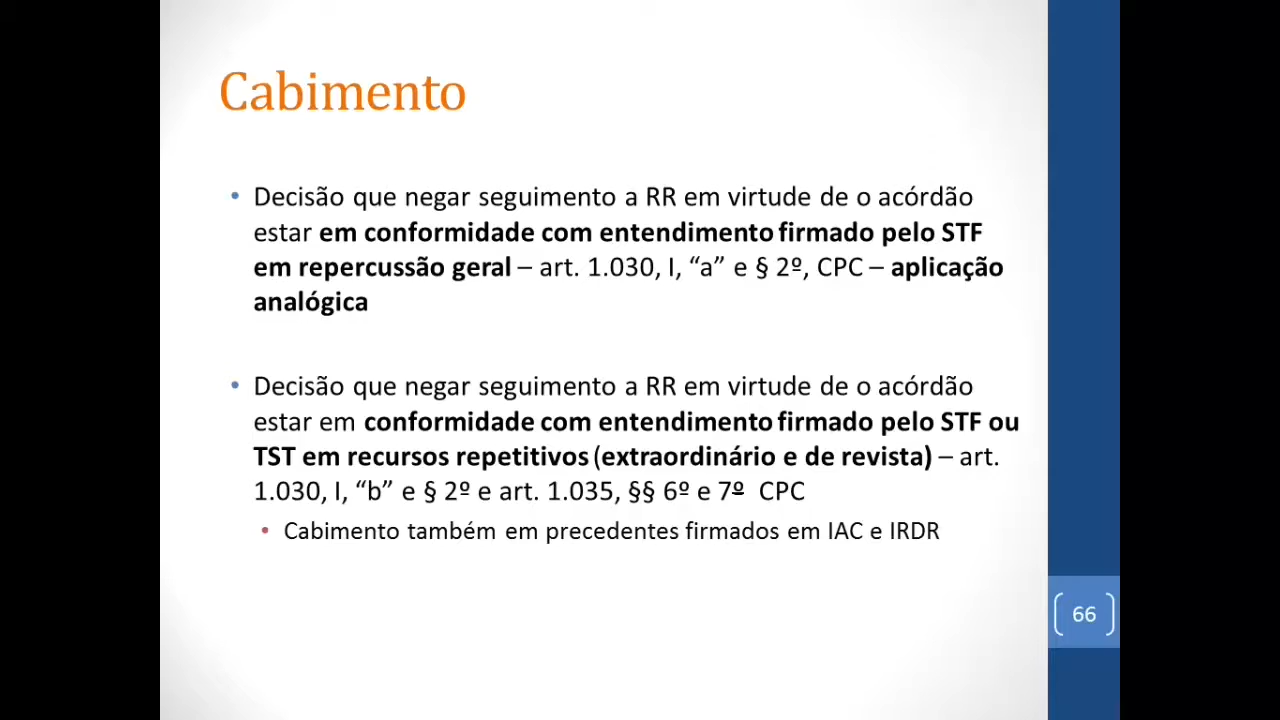 Cabimento
• Decisão que negar seguimento a RR em virtude de o acórdão
estar em conformidade com entendimento firmado pelo STF
em repercussão geral – art. 1.030, I, “a” e § 2º, CPC – aplicação
analógica
• Decisão que negar seguimento a RR em virtude de o acórdão
estar em conformidade com entendimento firmado pelo STF ou
TST em recursos repetitivos (extraordinário e de revista) – art.
1.030, I, “b” e § 2º e art. 1.035, §§ 6º e 7º CPC
• Cabimento também em precedentes firmados em IAC e IRDR
66